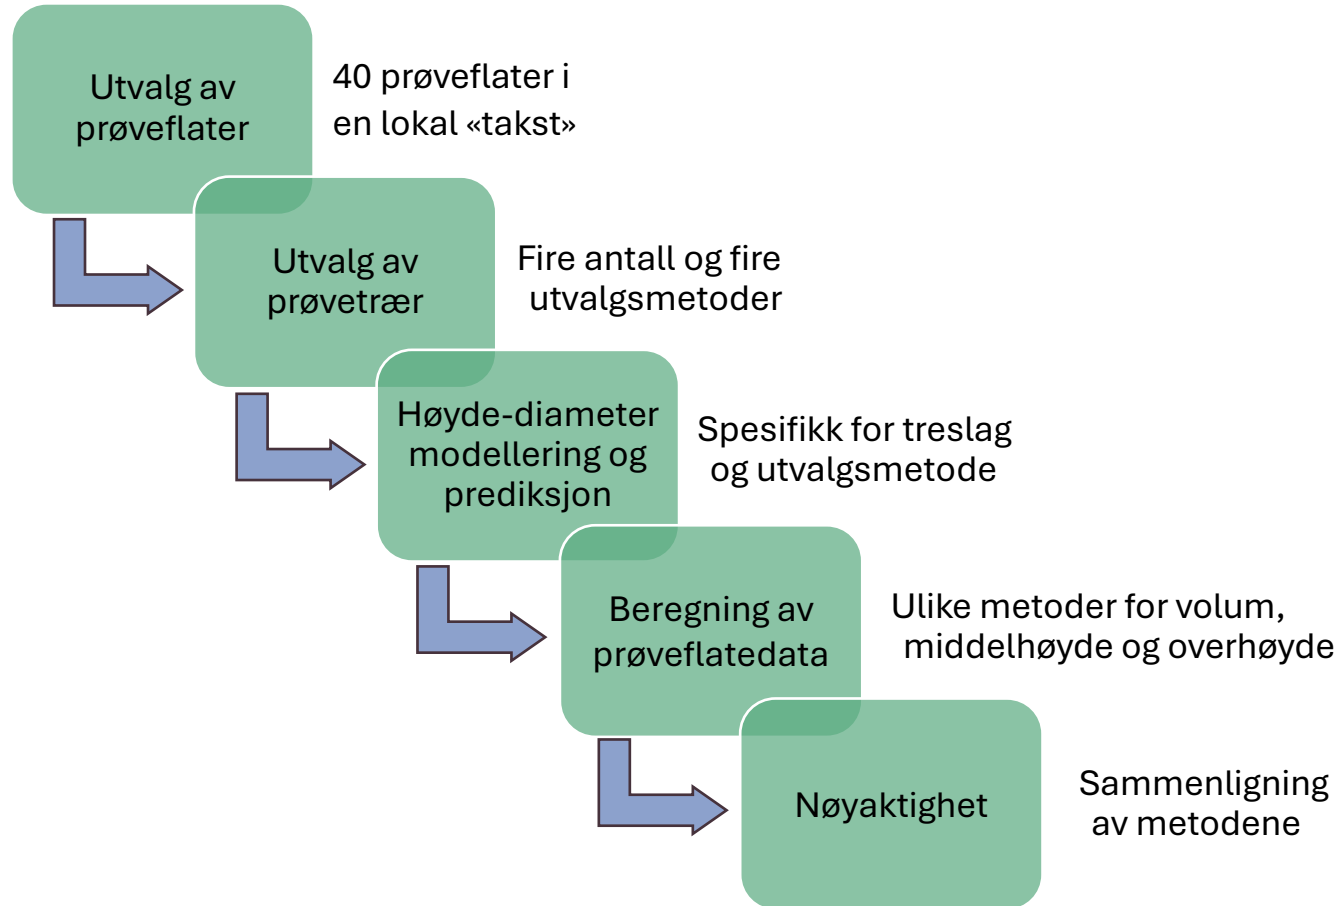 Utvalg av
prøveflater
40 prøveflater i
en lokal «takst»
Utvalg av
prøvetrær
Fire antall og fire
utvalgsmetoder
Høyde-diameter
modellering og
prediksjon
Spesifikk for treslag
og utvalgsmetode
Beregning av
prøveflatedata
Ulike metoder for volum,
middelhøyde og overhøyde
Nøyaktighet
Sammenligning
av metodene